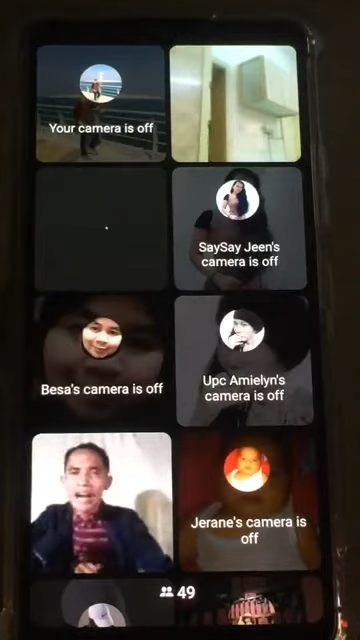 Your camera is off
SaySay Jeen's
camera is off
Besa's camera is off
Upc Amielyn's
camera is off
Jerane's camera is
off
49